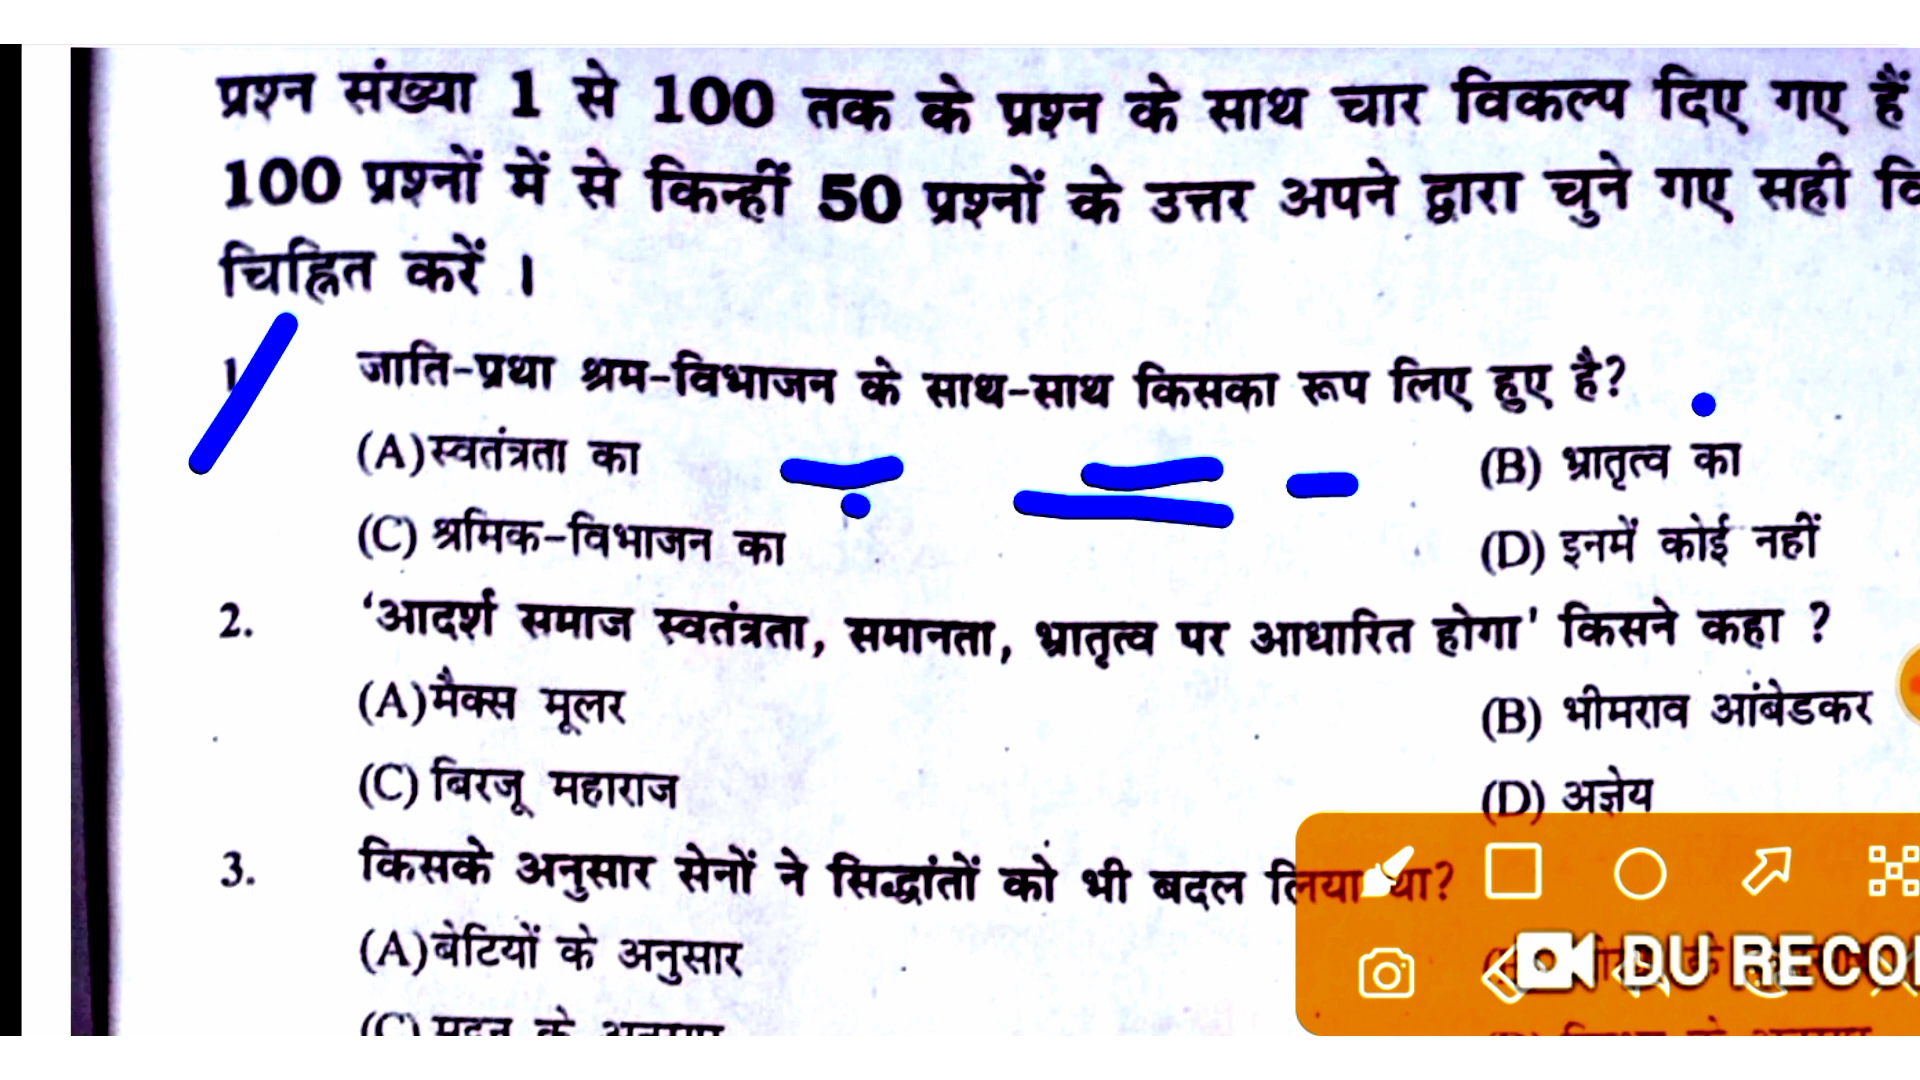 प्रश्न संख्या 1 से 100 तक के प्रश्न के साथ चार विकल्प दिए गए हैं
100 प्रश्नों में से किन्हीं 50 प्रश्नों के उत्तर अपने द्वारा चुने गए सही
चिह्नित करें ।
1 जाति-प्रथा श्रम-विभाजन के साथ-साथ किसका रूप लिए हुए है?
(A) स्वतंत्रता का (B) भ्रातृत्व का
(C) श्रमिक-विभाजन का (D) इनमें कोई नहीं
2. 'आदर्श समाज स्वतंत्रता, समानता, भ्रातृत्व पर आधारित होगा' किसने कहा ?
(A) मैक्स मूलर (B) भीमराव आंबेडकर
(C) बिरजू महाराज (D) अज्ञेय
3. किसके अनुसार सेनों ने सिद्धांतों को भी बदल लिया था?
(A) बेटियों के अनुसार
DU RECO